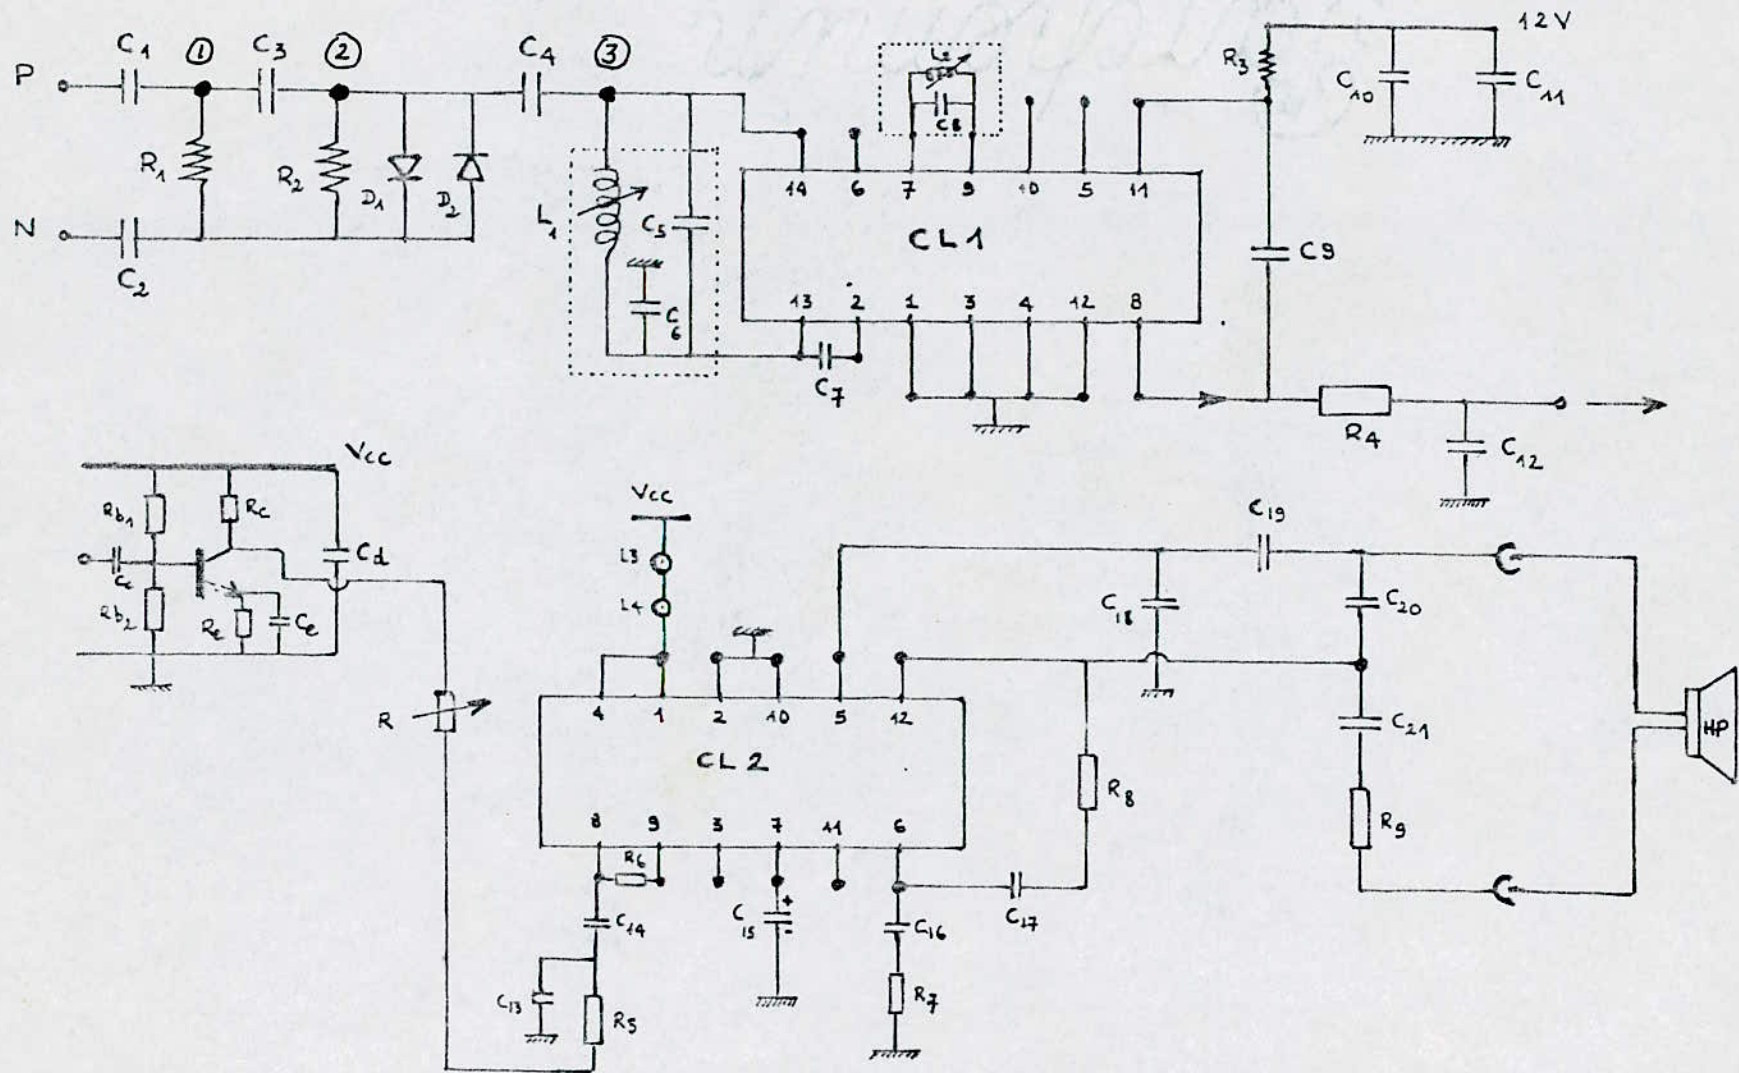 12V
C1 ① C3 ② C4 ③ R3 C10 C11
P
R1 R2 D1 D2 L1 C5 C8
N
C2
C6
14 6 7 9 10 5 11
CL1
C9
13 2 1 3 4 12 8
C7
R4
C12
Vcc
Rb1 Rc Cd
Rb2 Re Ce
R
Vcc
L3
L4
C19
C18 C20
4 1 2 10 5 12
CL2
C21
R8 R9
HP
8 9 3 7 11 6
R6
C14 C15 + - C16 C17
C13 R5 R7